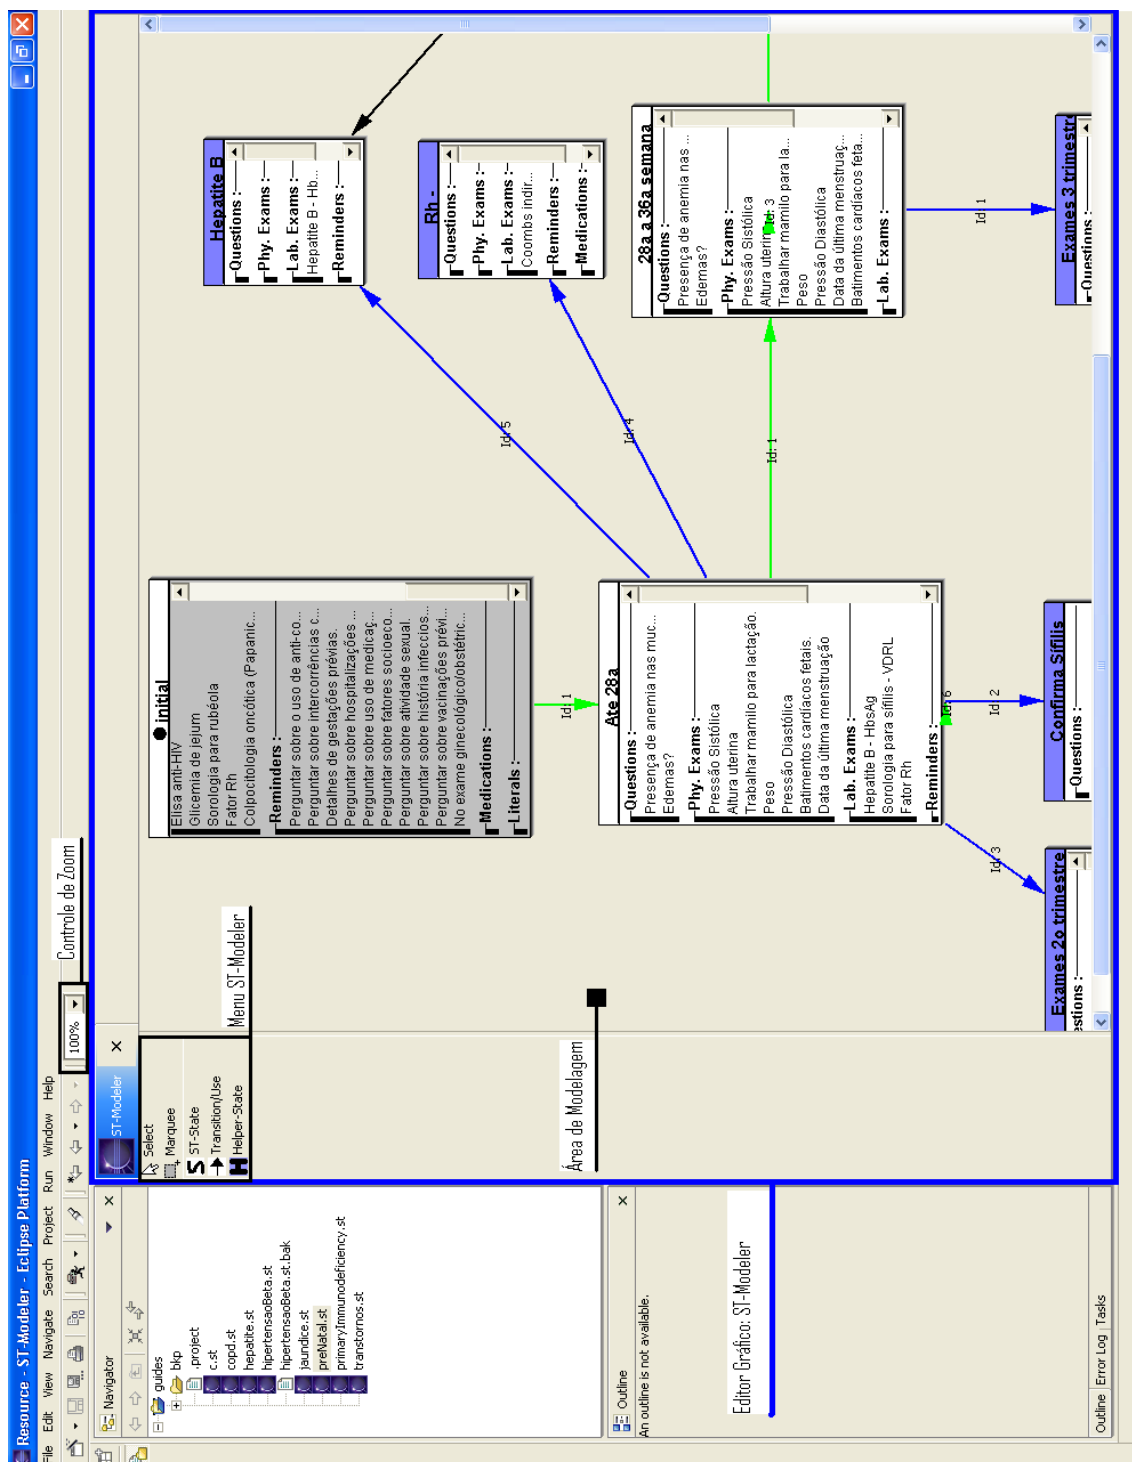 Resource - ST-Modeler - Eclipse Platform
File Edit View Navigate Search Project Run Window Help
100%
Controle de Zoom
Navigator
guides
bkp
.project
c.st
copd.st
hepatite.st
hipertensaoBeta.st
hipertensaoBeta.st.bak
jaundice.st
preNatal.st
primaryImmunodeficiency.st
transtornos.st
Outline
An outline is not available.
Editor Gráfico: ST-Modeler
Outline Error Log Tasks
ST-Modeler
Select
Marquee
ST-State
Transition/Use
Helper-State
Menu ST-Modeler
Área de Modelagem
initial
Elisa anti-HIV
Glicemia de jejum
Sorologia para rubéola
Fator Rh
Colpocitologia oncótica (Papanic...
Reminders :
Perguntar sobre o uso de anti-co...
Perguntar sobre intercorrências c...
Detalhes de gestações prévias.
Perguntar sobre hospitalizações ...
Perguntar sobre uso de medicaç...
Perguntar sobre fatores socioeco...
Perguntar sobre atividade sexual.
Perguntar sobre história infeccios...
Perguntar sobre vacinações prévi...
No exame ginecológico/obstétric...
Medications :
Literals :
Id: 1
Ate 28a
Questions :
Presença de anemia nas muc...
Edemas?
Phy. Exams :
Pressão Sistólica
Altura uterina
Trabalhar mamilo para lactação.
Peso
Pressão Diastólica
Batimentos cardíacos fetais.
Data da última menstruação
Lab. Exams :
Hepatite B - HbsAg
Sorologia para sífilis - VDRL
Fator Rh
Reminders :
Id: 6
Id: 2
Id: 3
Exames 2o trimestre
estions :
Confirma Sífilis
Questions :
Id: 5
Id: 4
Id: 1
Hepatite B
Questions :
Phy. Exams :
Lab. Exams :
Hepatite B - Hb...
Reminders :
Rh -
Questions :
Phy. Exams :
Lab. Exams :
Coombs indir...
Reminders :
Medications :
28a a 36a semana
Questions :
Presença de anemia nas ...
Edemas?
Phy. Exams :
Pressão Sistólica
Altura uterin
Id: 3
Trabalhar mamilo para la...
Peso
Pressão Diastólica
Data da última menstruaç...
Batimentos cardíacos feta...
Lab. Exams :
Id: 1
Exames 3 trimestre
Questions :